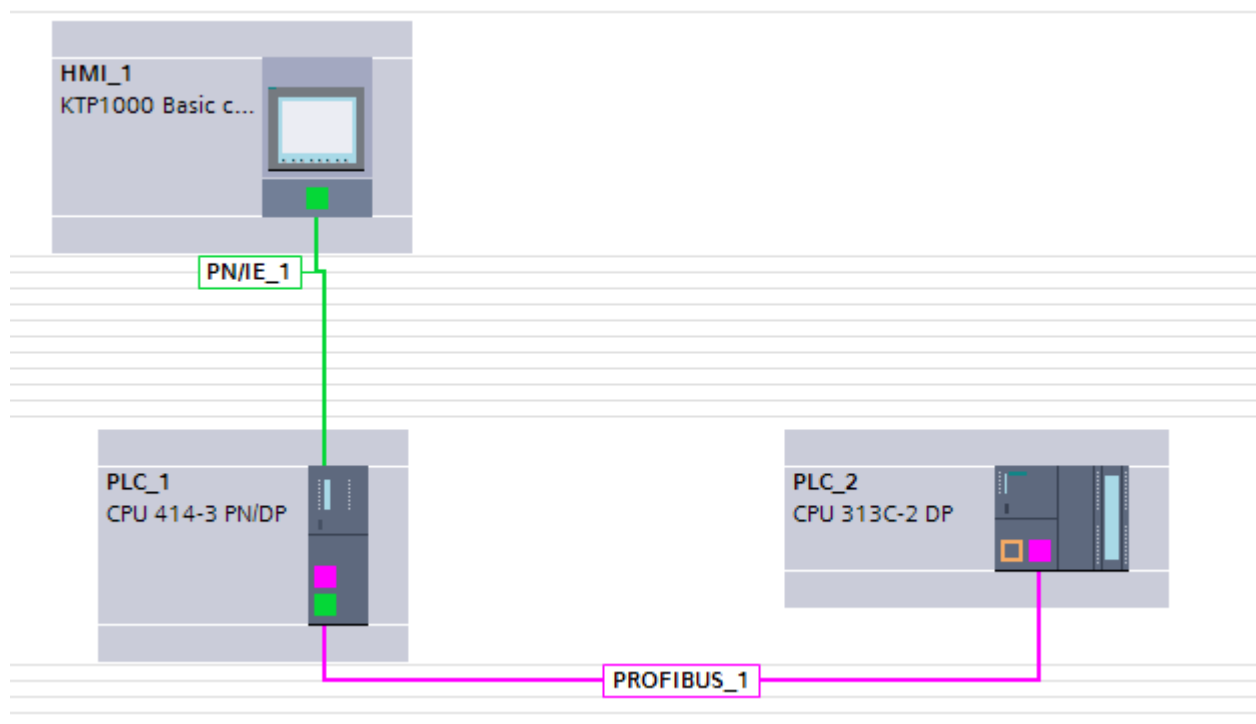 HMI_1
KTP1000 Basic c...
PN/IE_1
PLC_1
CPU 414-3 PN/DP
PLC_2
CPU 313C-2 DP
PROFIBUS_1